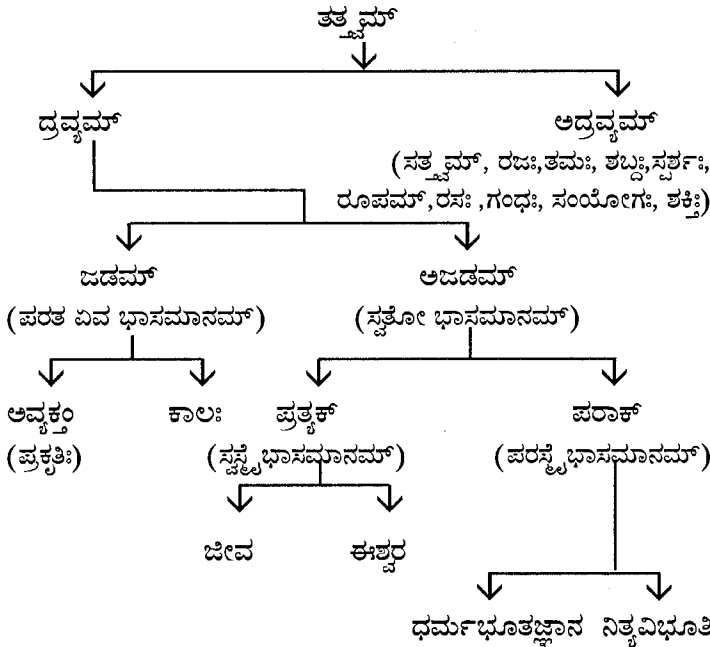 ತತ್ತ್ವಮ್
ದ್ರವ್ಯಮ್ ಅದ್ರವ್ಯಮ್
(ಸತ್ತ್ವಮ್, ರಜಃ,ತಮಃ, ಶಬ್ದಃ,ಸ್ಪರ್ಶಃ,
ರೂಪಮ್,ರಸಃ ,ಗಂಧಃ, ಸಂಯೋಗಃ, ಶಕ್ತಿಃ)
ಜಡಮ್ ಅಜಡಮ್
(ಪರತ ಏವ ಭಾಸಮಾನಮ್) (ಸ್ವತೋ ಭಾಸಮಾನಮ್)
ಅವ್ಯಕ್ತಂ ಕಾಲಃ ಪ್ರತ್ಯಕ್ ಪರಾಕ್
(ಪ್ರಕೃತಿಃ) (ಸ್ವಸ್ಮೈಭಾಸಮಾನಮ್) (ಪರಸ್ಮೈಭಾಸಮಾನಮ್)
ಜೀವ ಈಶ್ವರ
ಧರ್ಮಭೂತಜ್ಞಾನ ನಿತ್ಯವಿಭೂತಿ